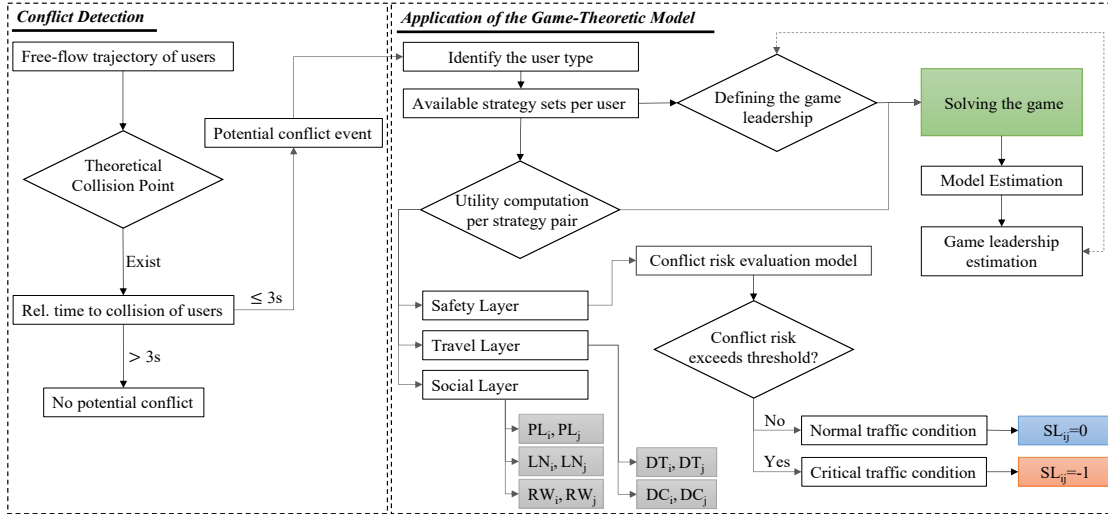 Conflict Detection
Free-flow trajectory of users
Theoretical
Collision Point
Exist
Rel. time to collision of users
≤ 3s
> 3s
No potential conflict
Potential conflict event
Application of the Game-Theoretic Model
Identify the user type
Available strategy sets per user
Defining the game
leadership
Solving the game
Model Estimation
Game leadership
estimation
Utility computation
per strategy pair
Conflict risk evaluation model
Safety Layer
Travel Layer
Social Layer
Conflict risk
exceeds threshold?
PLᵢ, PLⱼ
LNᵢ, LNⱼ
RWᵢ, RWⱼ
DTᵢ, DTⱼ
DCᵢ, DCⱼ
No
Normal traffic condition
SLᵢⱼ=0
Yes
Critical traffic condition
SLᵢⱼ=-1